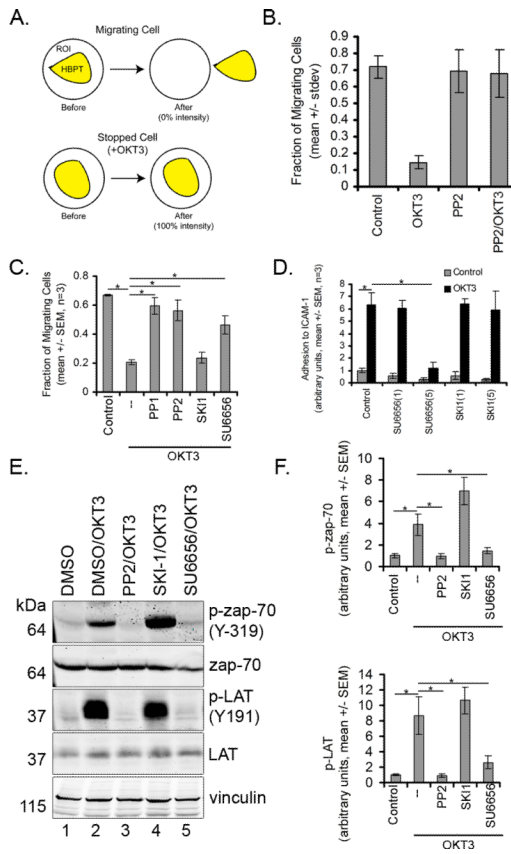 A.
Migrating Cell
ROI
HBPT
Before
After
(0% intensity)
Stopped Cell
(+OKT3)
Before
After
(100% intensity)
B.
Fraction of Migrating Cells
(mean +/- stdev)
0.9
0.8
0.7
0.6
0.5
0.4
0.3
0.2
0.1
0
Control
OKT3
PP2
PP2/OKT3
C.
Fraction of Migrating Cells
(mean +/- SEM, n=3)
0.8
0.6
0.4
0.2
0
* * * *
Control
--
PP1
PP2
SKI1
SU6656
OKT3
D.
Control
OKT3
Adhesion to ICAM-1
(arbitrary units, mean +/- SEM, n=3)
8
7
6
5
4
3
2
1
0
* *
Control
SU6656(1)
SU6656(5)
SKI1(1)
SKI1(5)
E.
DMSO
DMSO/OKT3
PP2/OKT3
SKI-1/OKT3
SU6656/OKT3
kDa
64
p-zap-70
(Y-319)
64
zap-70
37
p-LAT
(Y191)
37
LAT
115
vinculin
1 2 3 4 5
F.
p-zap-70
(arbitrary units, mean +/- SEM)
10
8
6
4
2
0
* * *
Control
--
PP2
SKI1
SU6656
OKT3
p-LAT
(arbitrary units, mean +/- SEM)
14
12
10
8
6
4
2
0
* * *
Control
--
PP2
SKI1
SU6656
OKT3